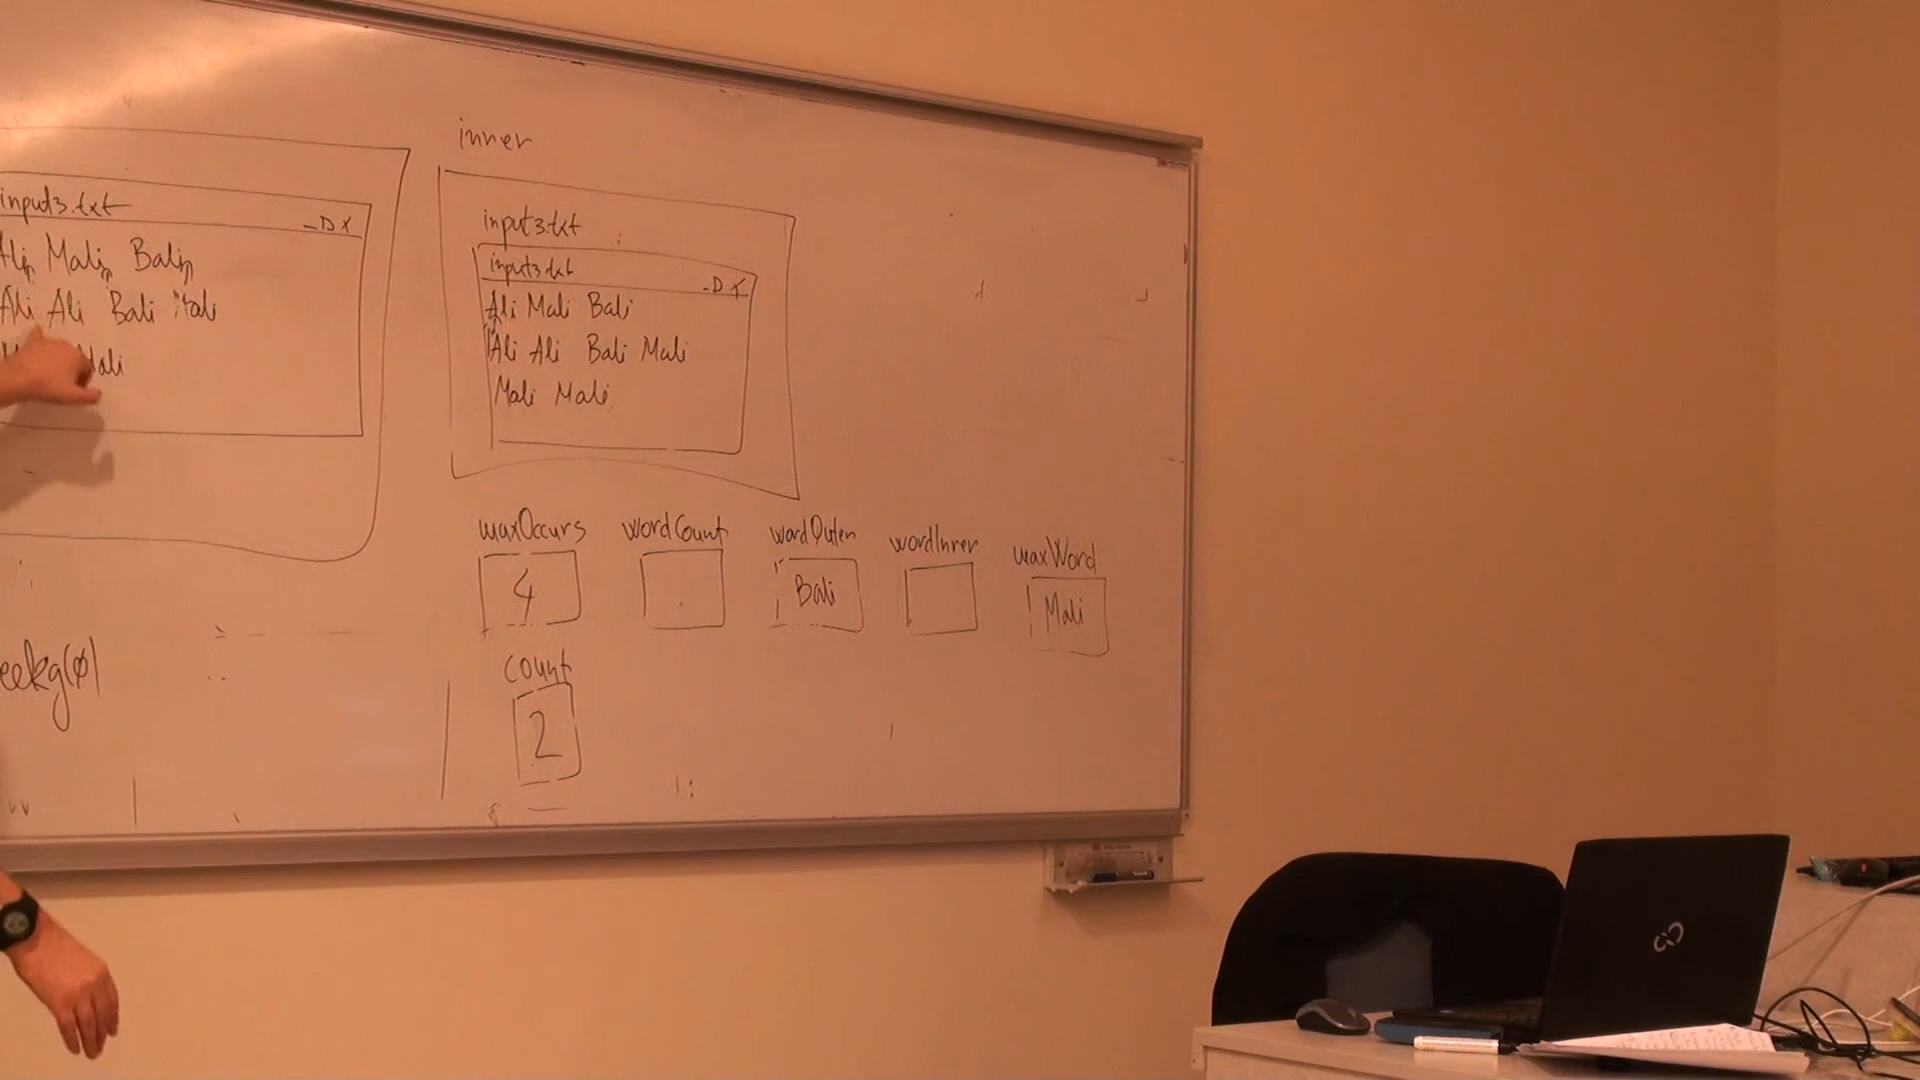 inner
input3.txt
_ D X
Ali Mali Bali
Ali Ali Bali Mali
Mali
eekg(0)
input3.txt
input3.txt
_ D X
Ali Mali Bali
Ali Ali Bali Mali
Mali Mali
maxOccurs wordCount wordOuter wordInner maxWord
4 Bali Mali
count
2